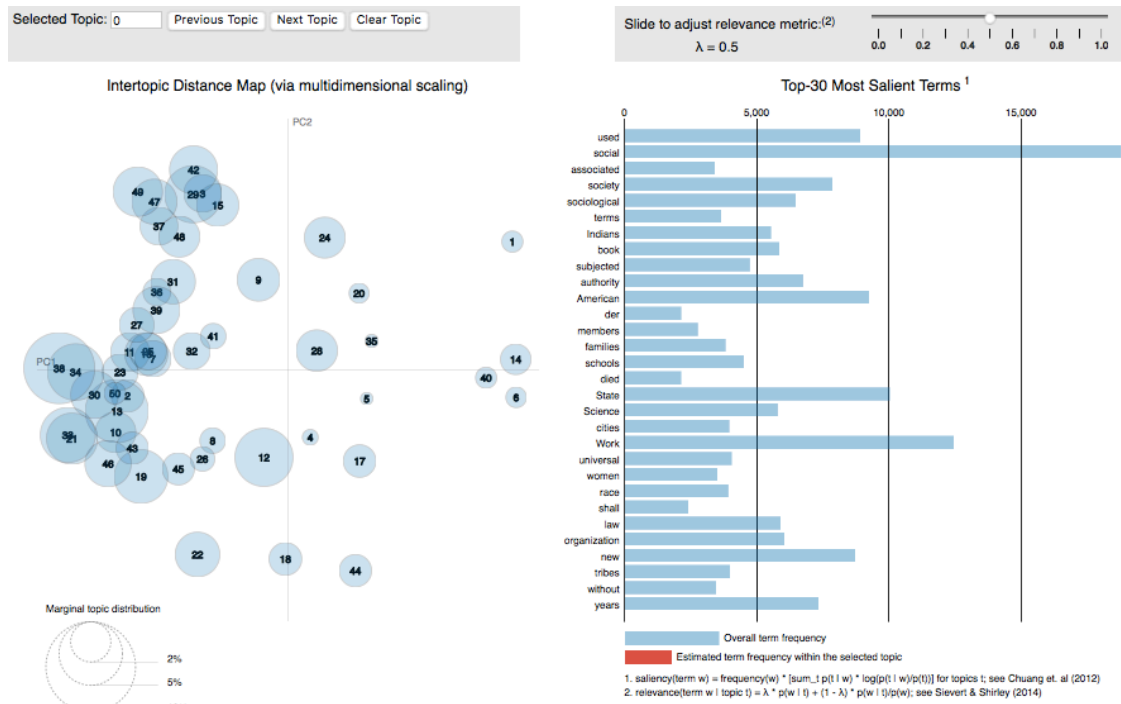 Selected Topic: 0 Previous Topic Next Topic Clear Topic
Slide to adjust relevance metric:(2)
λ = 0.5
0.0 0.2 0.4 0.6 0.8 1.0
Intertopic Distance Map (via multidimensional scaling)
PC2
PC1
42
49
47
29
3
15
37
48
24
1
31
9
36
20
39
27
41
35
11
7
32
28
14
38
34
23
40
30
50
2
5
6
13
33
21
10
43
8
4
46
19
45
26
12
17
22
18
44
Marginal topic distribution
2%
5%
Top-30 Most Salient Terms 1
0 5,000 10,000 15,000
used
social
associated
society
sociological
terms
Indians
book
subjected
authority
American
der
members
families
schools
died
State
Science
cities
Work
universal
women
race
shall
law
organization
new
tribes
without
years
Overall term frequency
Estimated term frequency within the selected topic
1. saliency(term w) = frequency(w) * [sum_t p(t | w) * log(p(t | w)/p(t))] for topics t; see Chuang et. al (2012)
2. relevance(term w | topic t) = λ * p(w | t) + (1 - λ) * p(w | t)/p(w); see Sievert & Shirley (2014)